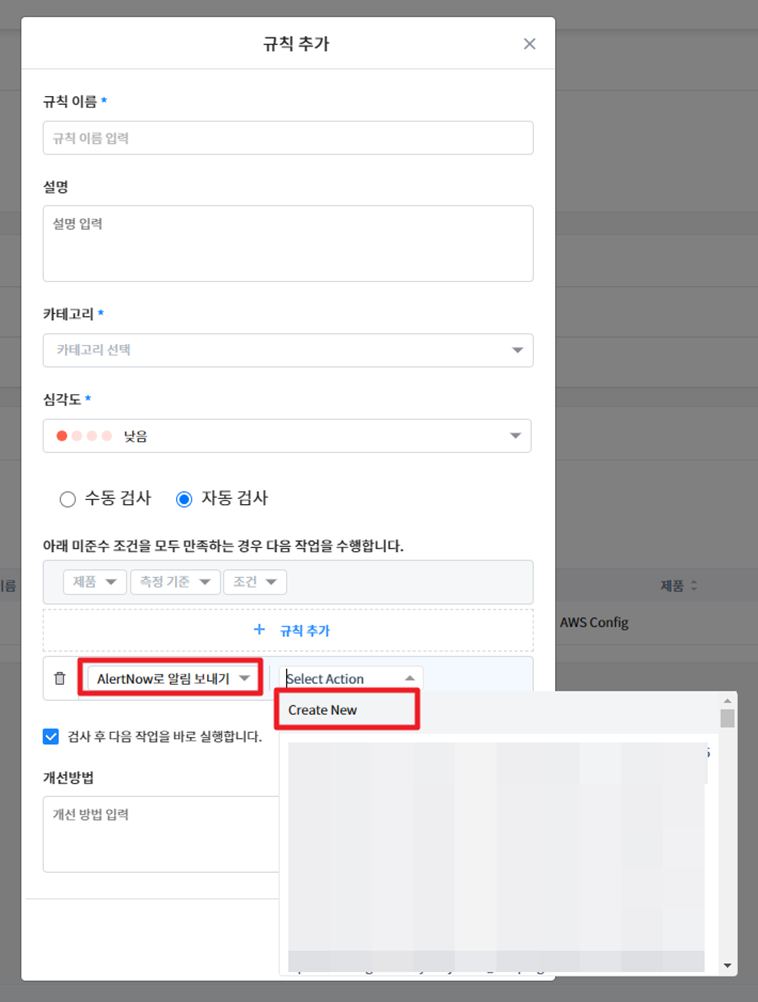 규칙 추가
규칙 이름 *
규칙 이름 입력
설명
설명 입력
카테고리 *
카테고리 선택
심각도 *
낮음
수동 검사 자동 검사
아래 미준수 조건을 모두 만족하는 경우 다음 작업을 수행합니다.
제품 측정 기준 조건
이름 제품
+ 규칙 추가
AWS Config
AlertNow로 알림 보내기 Select Action
Create New
검사 후 다음 작업을 바로 실행합니다.
개선방법
개선 방법 입력